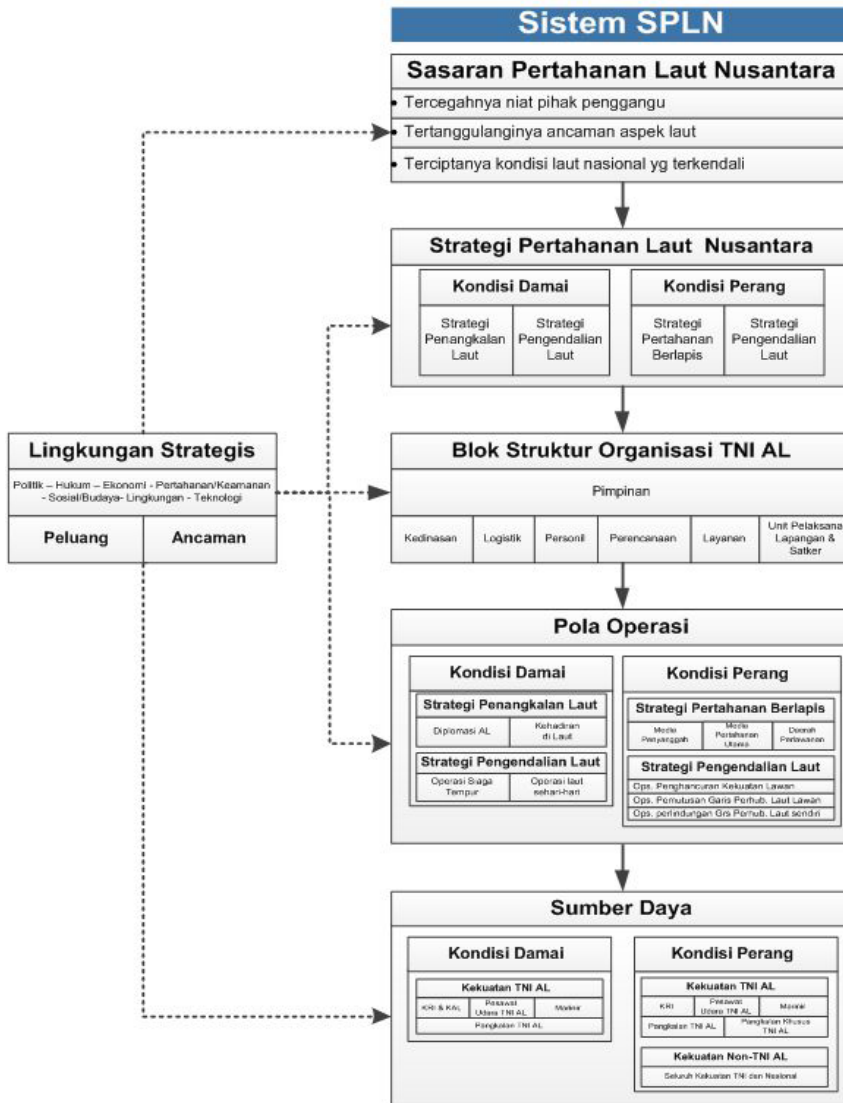 Sistem SPLN
Sasaran Pertahanan Laut Nusantara
• Tercegahnya niat pihak penggangu
• Tertanggulanginya ancaman aspek laut
• Terciptanya kondisi laut nasional yg terkendali
Strategi Pertahanan Laut Nusantara
Kondisi Damai
Strategi
Penangkalan
Laut
Strategi
Pengendalian
Laut
Kondisi Perang
Strategi
Pertahanan
Berlapis
Strategi
Pengendalian
Laut
Lingkungan Strategis
Politik – Hukum – Ekonomi - Pertahanan/Keamanan
- Sosial/Budaya- Lingkungan - Teknologi
Peluang
Ancaman
Blok Struktur Organisasi TNI AL
Pimpinan
Kedinasan
Logistik
Personil
Perencanaan
Layanan
Unit Pelaksana
Lapangan &
Satker
Pola Operasi
Kondisi Damai
Strategi Penangkalan Laut
Diplomasi AL
Kehadiran
di Laut
Strategi Pengendalian Laut
Operasi Siaga
Tempur
Operasi laut
sehari-hari
Kondisi Perang
Strategi Pertahanan Berlapis
Medan
Penyanggah
Medan
Pertahanan
Utama
Daerah
Perlawanan
Strategi Pengendalian Laut
Ops. Penghancuran Kekuatan Lawan
Ops. Pemutusan Garis Perhub. Laut Lawan
Ops. perlindungan Grs Perhub. Laut sendiri
Sumber Daya
Kondisi Damai
Kekuatan TNI AL
KRI & KAL
Pesawat
Udara TNI AL
Marinir
Pangkalan TNI AL
Kondisi Perang
Kekuatan TNI AL
KRI
Pesawat
Udara TNI AL
Marinir
Pangkalan TNI AL
Pangkalan Khusus
TNI AL
Kekuatan Non-TNI AL
Seluruh Kekuatan TNI dan Nasional